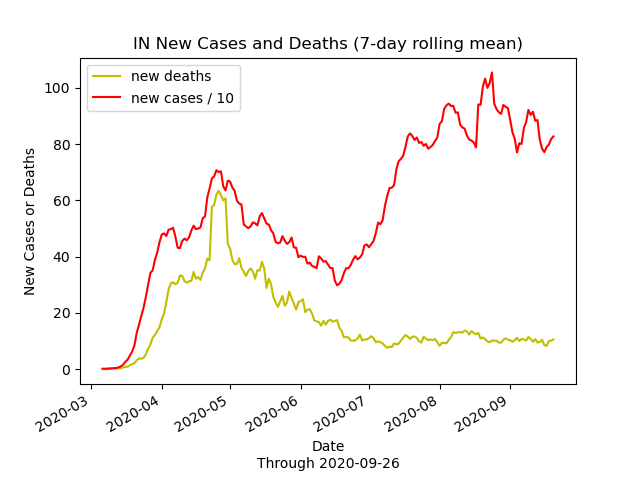 IN New Cases and Deaths (7-day rolling mean)
new deaths
new cases / 10
New Cases or Deaths
100
80
60
40
20
0
2020-03
2020-04
2020-05
2020-06
2020-07
2020-08
2020-09
Date
Through 2020-09-26